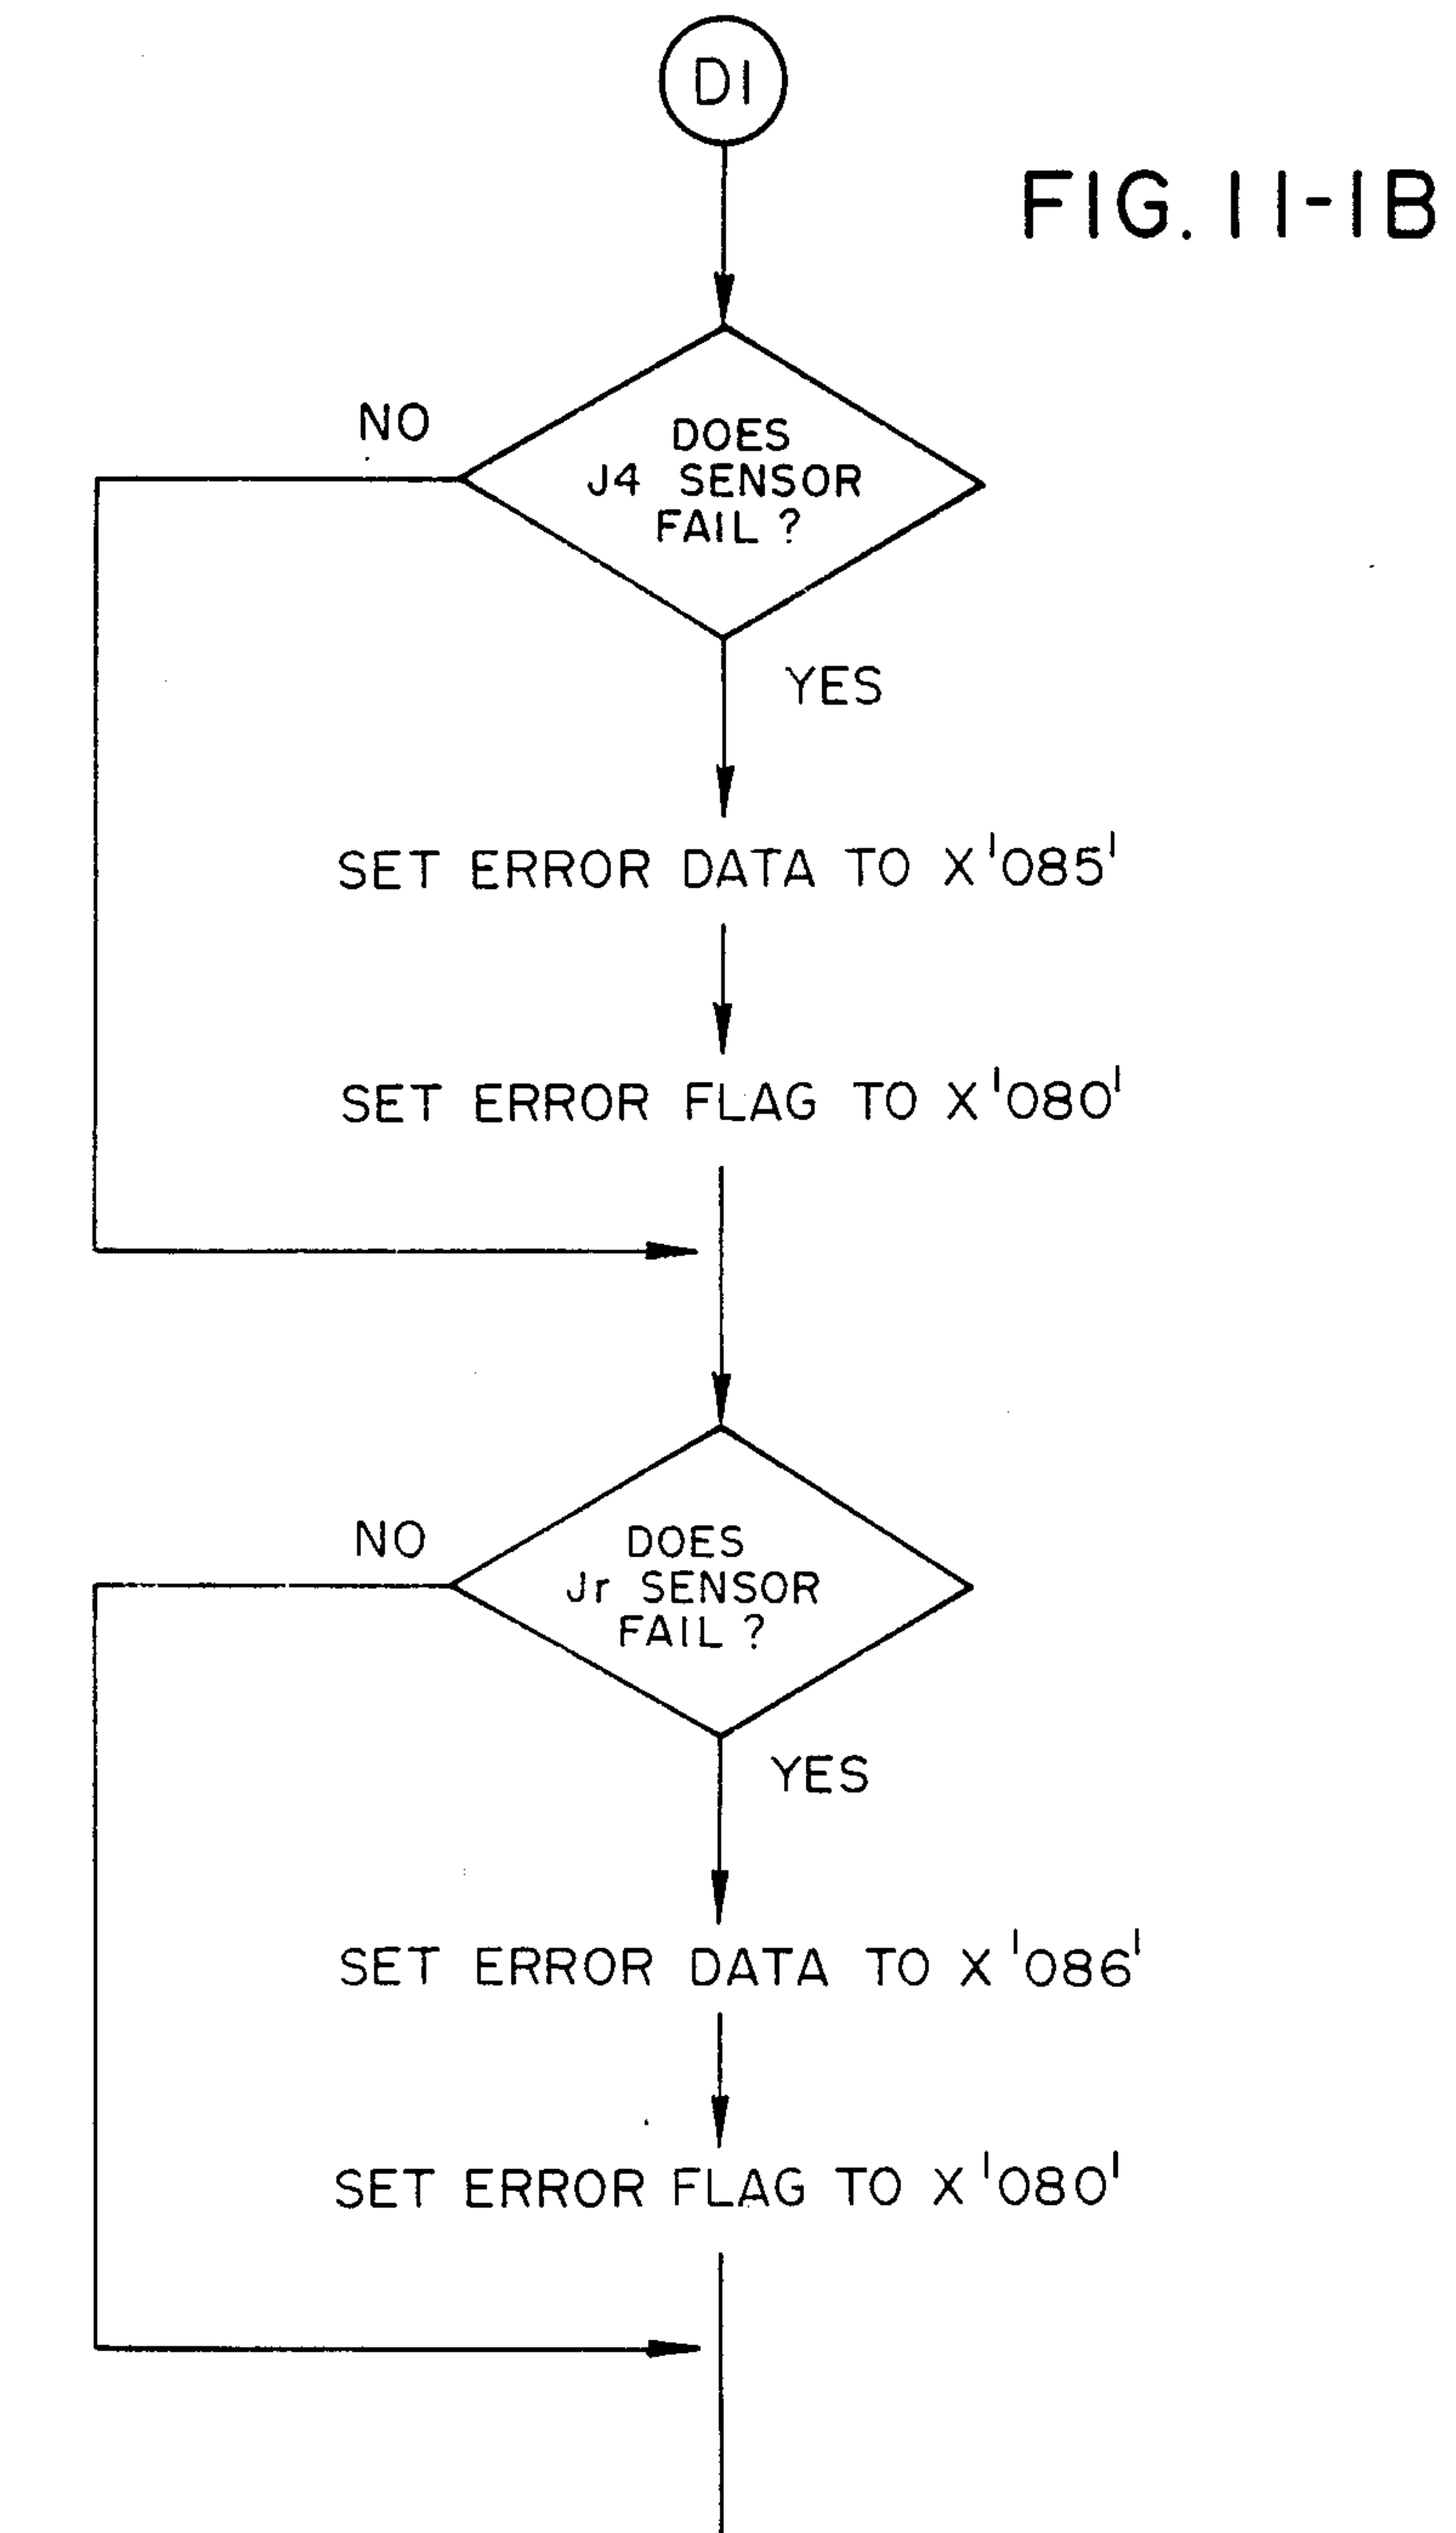 D1
FIG. 11-1B
NO
DOES
J4 SENSOR
FAIL ?
YES
SET ERROR DATA TO X'085'
SET ERROR FLAG TO X'080'
NO
DOES
Jr SENSOR
FAIL ?
YES
SET ERROR DATA TO X'086'
SET ERROR FLAG TO X'080'